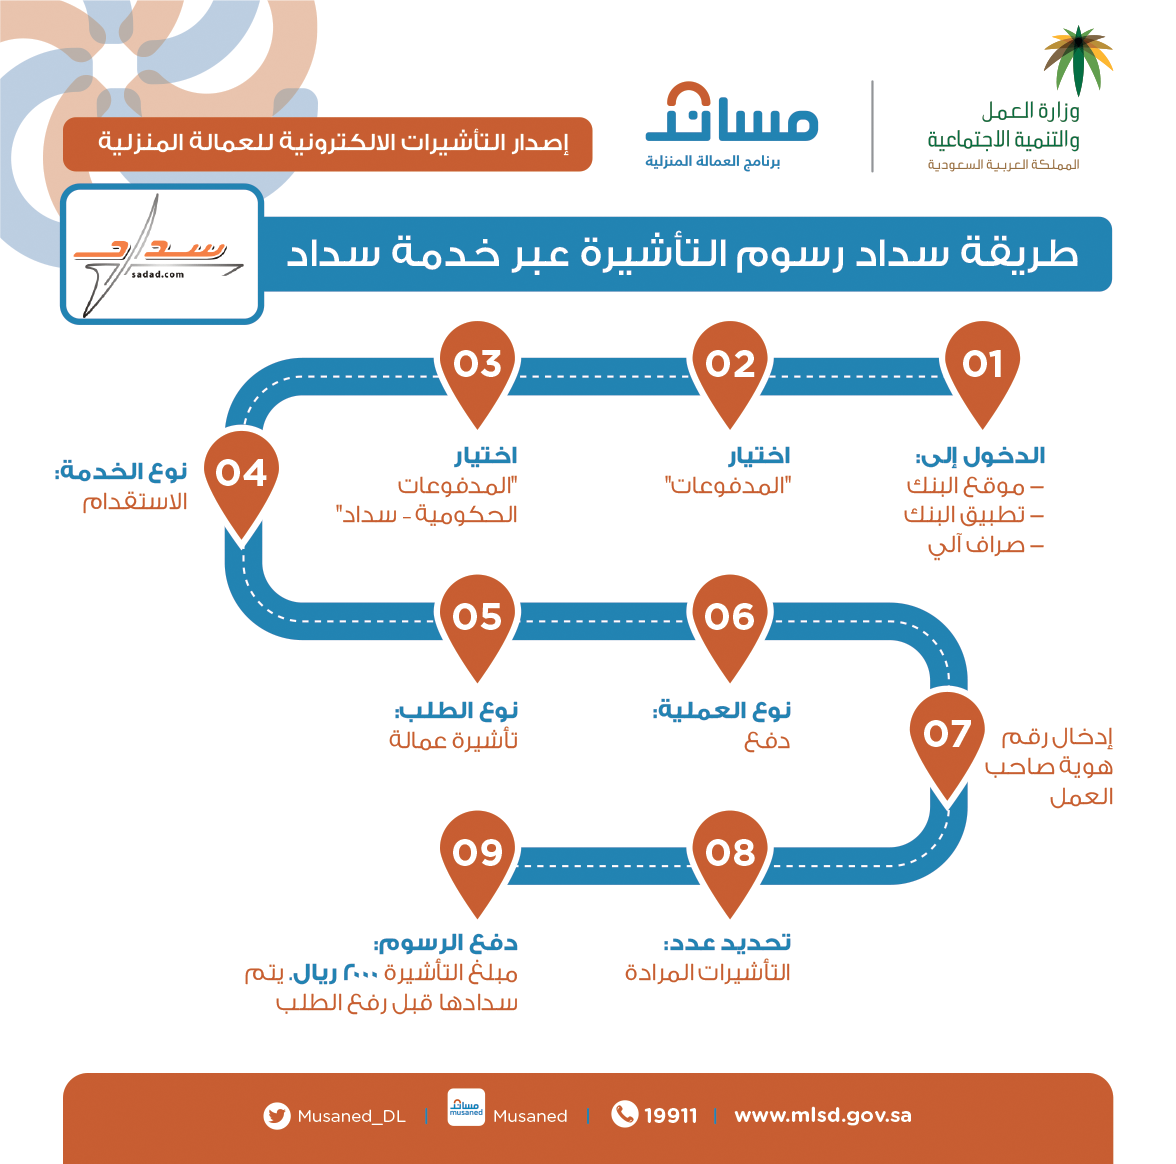 وزارة العمل
والتنمية الاجتماعية
المملكة العربية السعودية
مساند
برنامج العمالة المنزلية
إصدار التأشيرات الالكترونية للعمالة المنزلية
طريقة سداد رسوم التأشيرة عبر خدمة سداد
سداد
sadad.com
01
الدخول إلى:
– موقع البنك
– تطبيق البنك
– صراف آلي
02
اختيار
"المدفوعات"
03
اختيار
"المدفوعات
الحكومية - سداد"
04
نوع الخدمة:
الاستقدام
05
نوع الطلب:
تأشيرة عمالة
06
نوع العملية:
دفع
07
إدخال رقم
هوية صاحب
العمل
08
تحديد عدد:
التأشيرات المرادة
09
دفع الرسوم:
مبلغ التأشيرة ٢٠٠٠ ريال. يتم
سدادها قبل رفع الطلب
Musaned_DL | مساند musaned Musaned | 19911 | www.mlsd.gov.sa